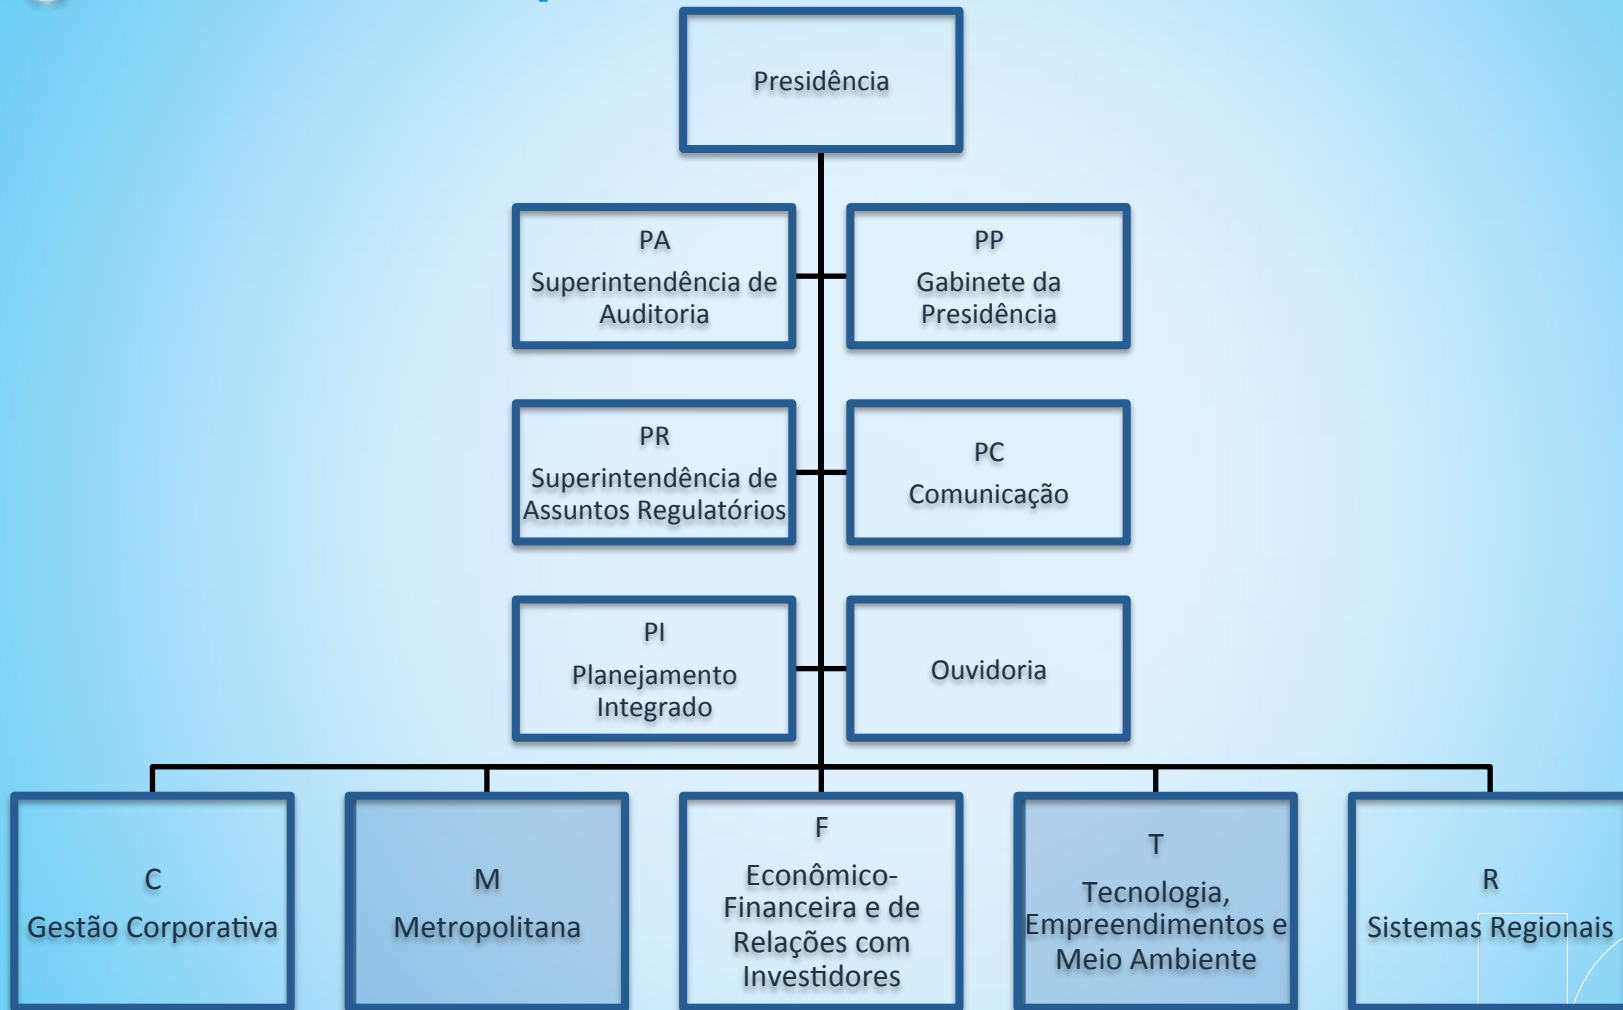 Presidência
PA
Superintendência de
Auditoria
PP
Gabinete da
Presidência
PR
Superintendência de
Assuntos Regulatórios
PC
Comunicação
PI
Planejamento
Integrado
Ouvidoria
C
Gestão Corporativa
M
Metropolitana
F
Econômico-
Financeira e de
Relações com
Investidores
T
Tecnologia,
Empreendimentos e
Meio Ambiente
R
Sistemas Regionais